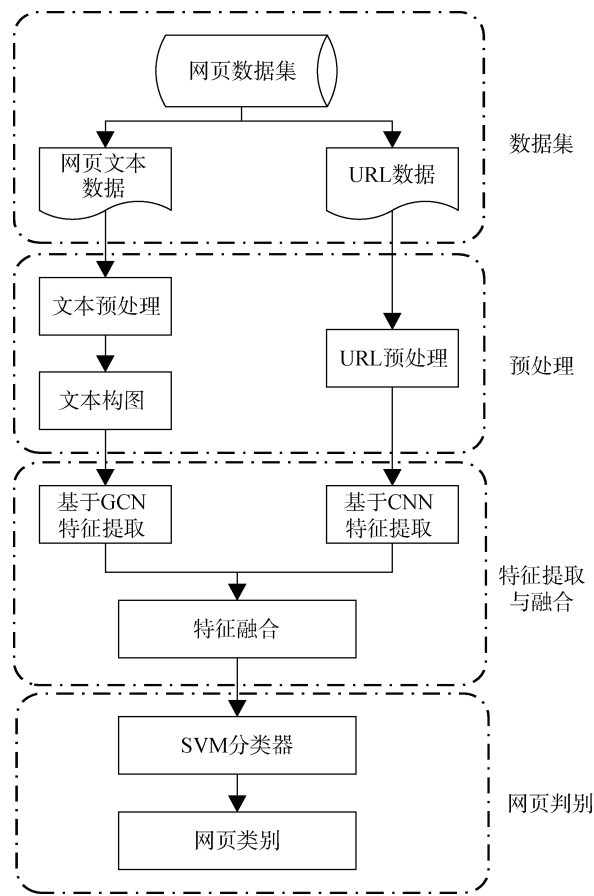 网页数据集
数据集
网页文本
数据
URL数据
文本预处理
URL预处理
预处理
文本构图
基于GCN
特征提取
基于CNN
特征提取
特征提取
与融合
特征融合
SVM分类器
网页判别
网页类别